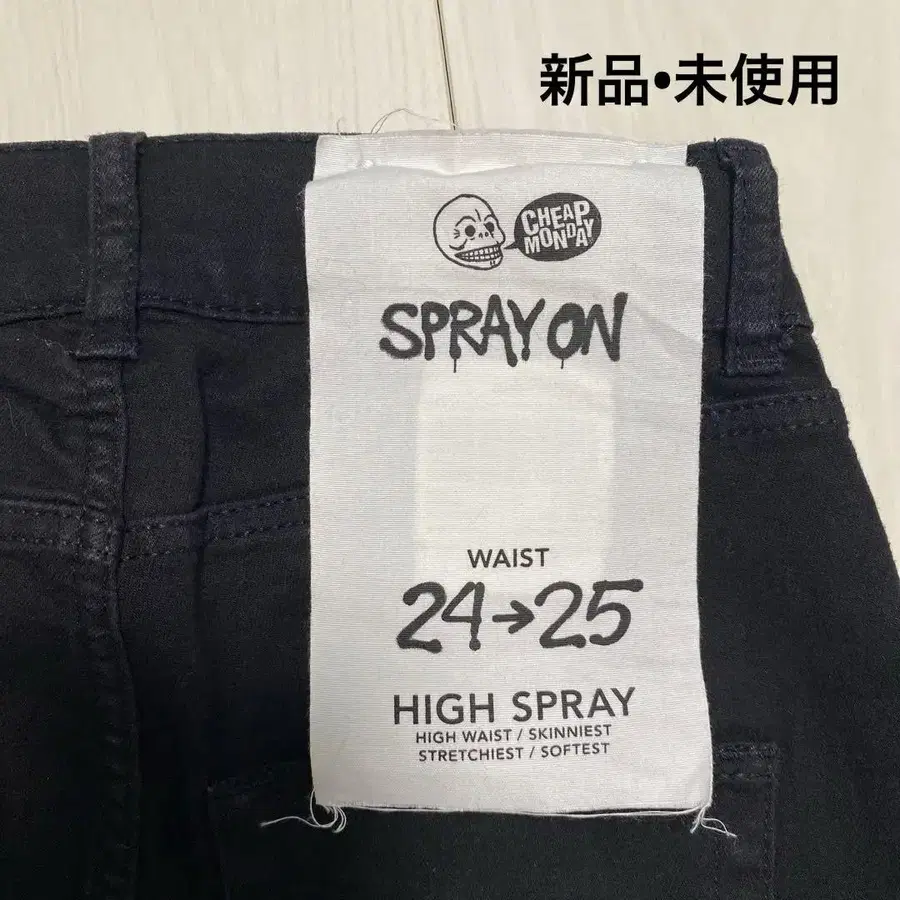 新品•未使用
CHEAP
MONDAY
SPRAY ON
WAIST
24→25
HIGH SPRAY
HIGH WAIST / SKINNIEST
STRETCHIEST / SOFTEST